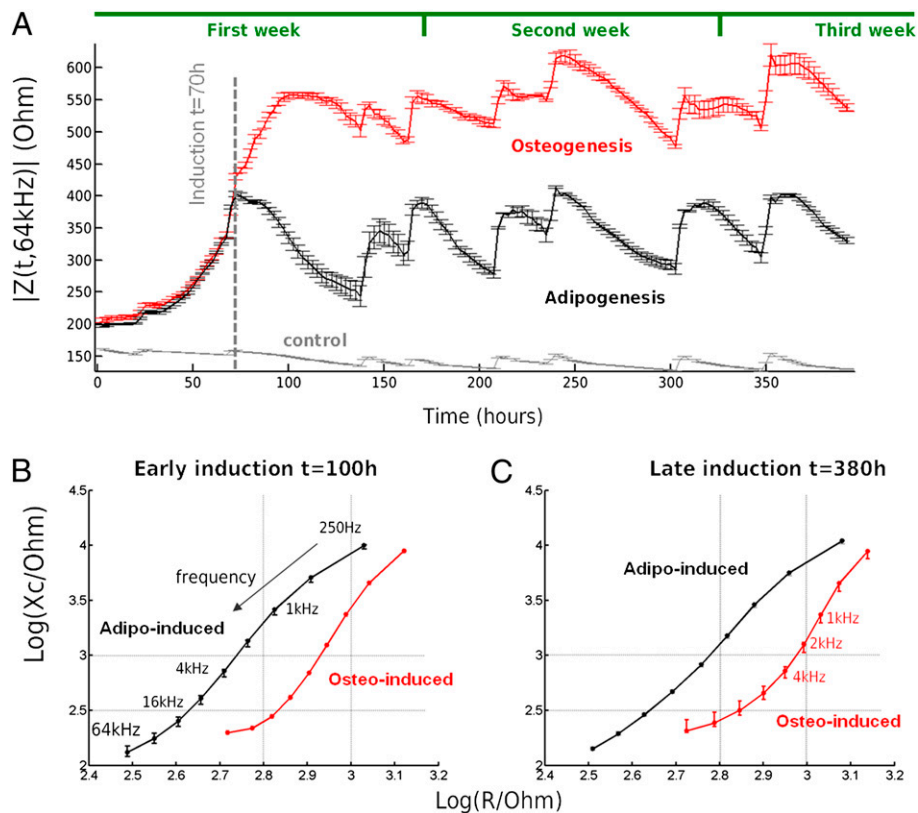 A
First week
Second week
Third week
|Z(t,64kHz)| (Ohm)
600
550
500
450
400
350
300
250
200
150
Induction t=70h
Osteogenesis
Adipogenesis
control
0
50
100
150
200
250
300
350
Time (hours)
B
Early induction t=100h
C
Late induction t=380h
Log(Xc/Ohm)
4.5
4
3.5
3
2.5
2
250Hz
frequency
1kHz
Adipo-induced
4kHz
16kHz
64kHz
Osteo-induced
2.4
2.5
2.6
2.7
2.8
2.9
3
3.1
3.2
4.5
4
3.5
3
2.5
2
Adipo-induced
1kHz
2kHz
4kHz
Osteo-induced
2.4
2.5
2.6
2.7
2.8
2.9
3
3.1
3.2
Log(R/Ohm)